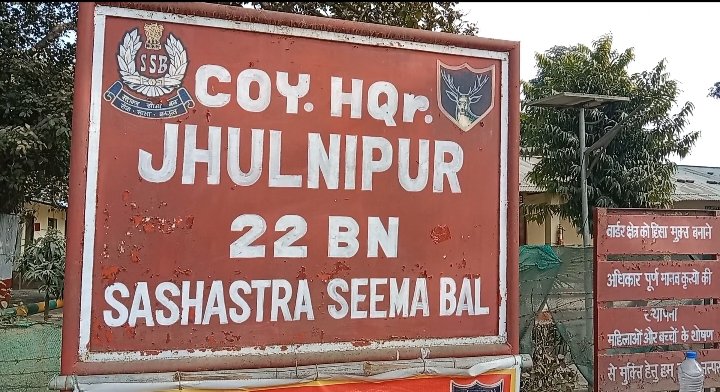 SSB
COY. HQr.
JHULNIPUR
22 BN
SASHASTRA SEEMA BAL
वार्डर क्षेत्र को हिंसा मुक्त बनाने
अधिकार पूर्ण मानव कृत्यों की
स्थापना
महिलाओं और बच्चों के शोषण
से मुक्ति हेतु